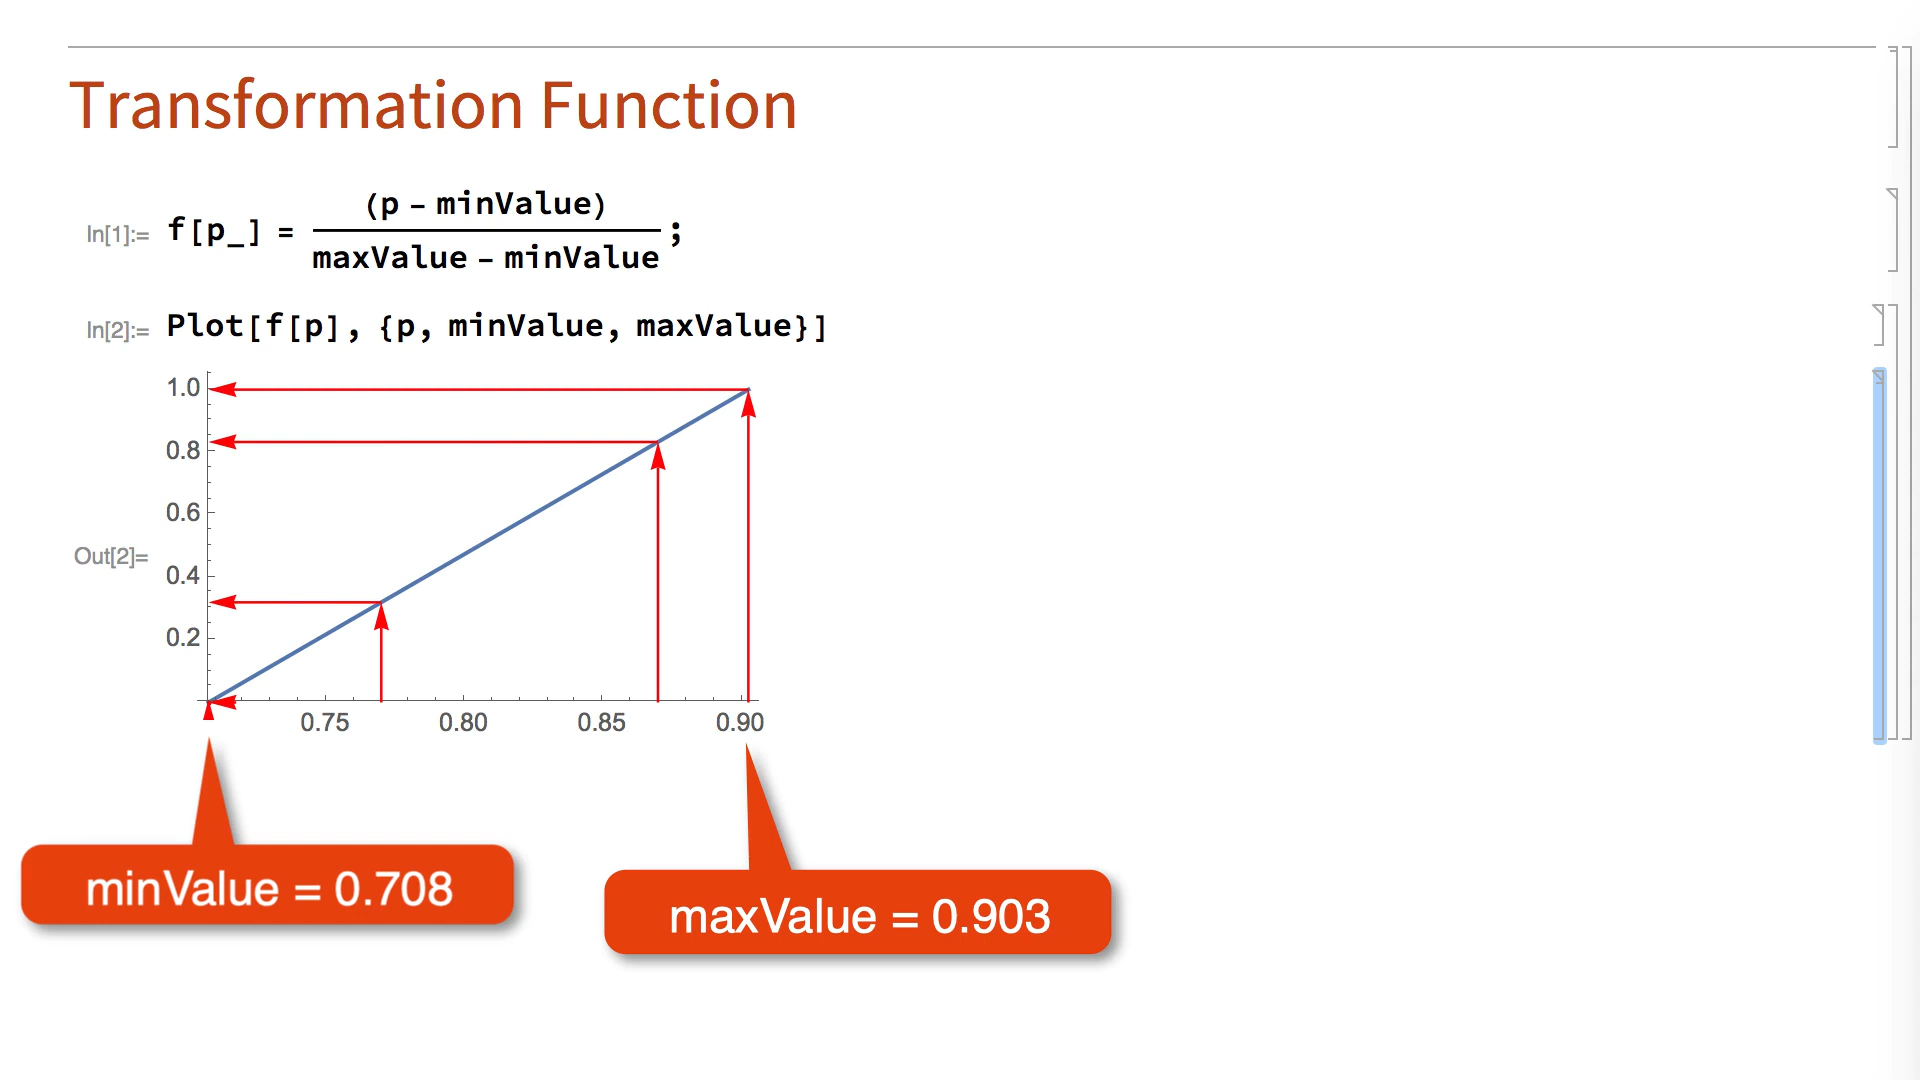 Transformation Function
(p - minValue)
In[1]:= f[p_] = ;
maxValue - minValue
In[2]:= Plot[f[p], {p, minValue, maxValue}]
1.0
0.8
0.6
Out[2]=
0.4
0.2
0.75 0.80 0.85 0.90
minValue = 0.708
maxValue = 0.903